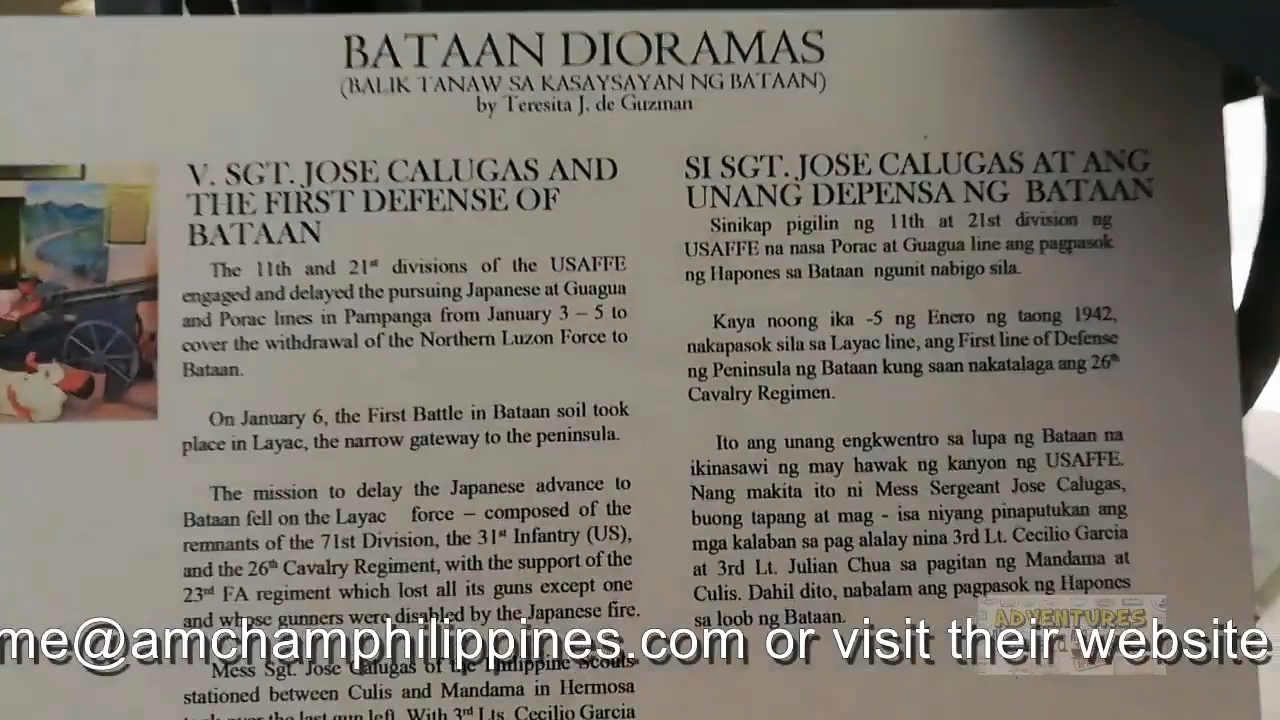 BATAAN DIORAMAS
(BALIK TANAW SA KASAYSAYAN NG BATAAN)
by Teresita J. de Guzman
V. SGT. JOSE CALUGAS AND
THE FIRST DEFENSE OF
BATAAN
The 11th and 21st divisions of the USAFFE
engaged and delayed the pursuing Japanese at Guagua
and Porac lines in Pampanga from January 3 – 5 to
cover the withdrawal of the Northern Luzon Force to
Bataan.
On January 6, the First Battle in Bataan soil took
place in Layac, the narrow gateway to the peninsula.
The mission to delay the Japanese advance to
Bataan fell on the Layac force – composed of the
remnants of the 71st Division, the 31st Infantry (US),
and the 26th Cavalry Regiment, with the support of the
23rd FA regiment which lost all its guns except one
and whose gunners were disabled by the Japanese fire.
Mess Sgt. Jose Calugas of the Philippine Scouts
stationed between Culis and Mandama in Hermosa
took over the last gun left. With 3rd Lts. Cecilio Garcia
SI SGT. JOSE CALUGAS AT ANG
UNANG DEPENSA NG BATAAN
Sinikap pigilin ng 11th at 21st division ng
USAFFE na nasa Porac at Guagua line ang pagpasok
ng Hapones sa Bataan ngunit nabigo sila.
Kaya noong ika -5 ng Enero ng taong 1942,
nakapasok sila sa Layac line, ang First line of Defense
ng Peninsula ng Bataan kung saan nakatalaga ang 26th
Cavalry Regimen.
Ito ang unang engkwentro sa lupa ng Bataan na
ikinasawi ng may hawak ng kanyon ng USAFFE.
Nang makita ito ni Mess Sergeant Jose Calugas,
buong tapang at mag - isa niyang pinaputukan ang
mga kalaban sa pag alalay nina 3rd Lt. Cecilio Garcia
at 3rd Lt. Julian Chua sa pagitan ng Mandama at
Culis. Dahil dito, nabalam ang pagpasok ng Hapones
sa loob ng Bataan.
ADVENTURES
me@amchamphilippines.com or visit their website